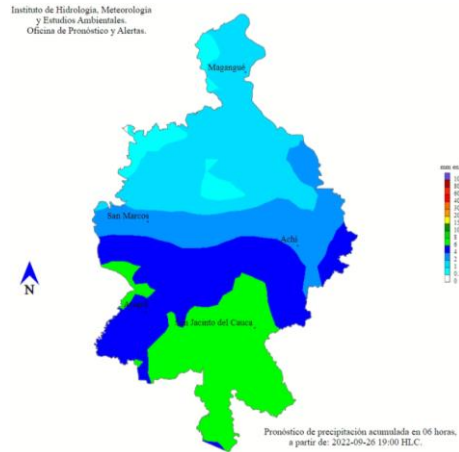 Instituto de Hidrología, Meteorología
y Estudios Ambientales.
Oficina de Pronóstico y Alertas.
Magangué
San Marcos
Achí
Jacinto del Cauca
N
Pronóstico de precipitación acumulada en 06 horas,
a partir de: 2022-09-26 19:00 HLC.